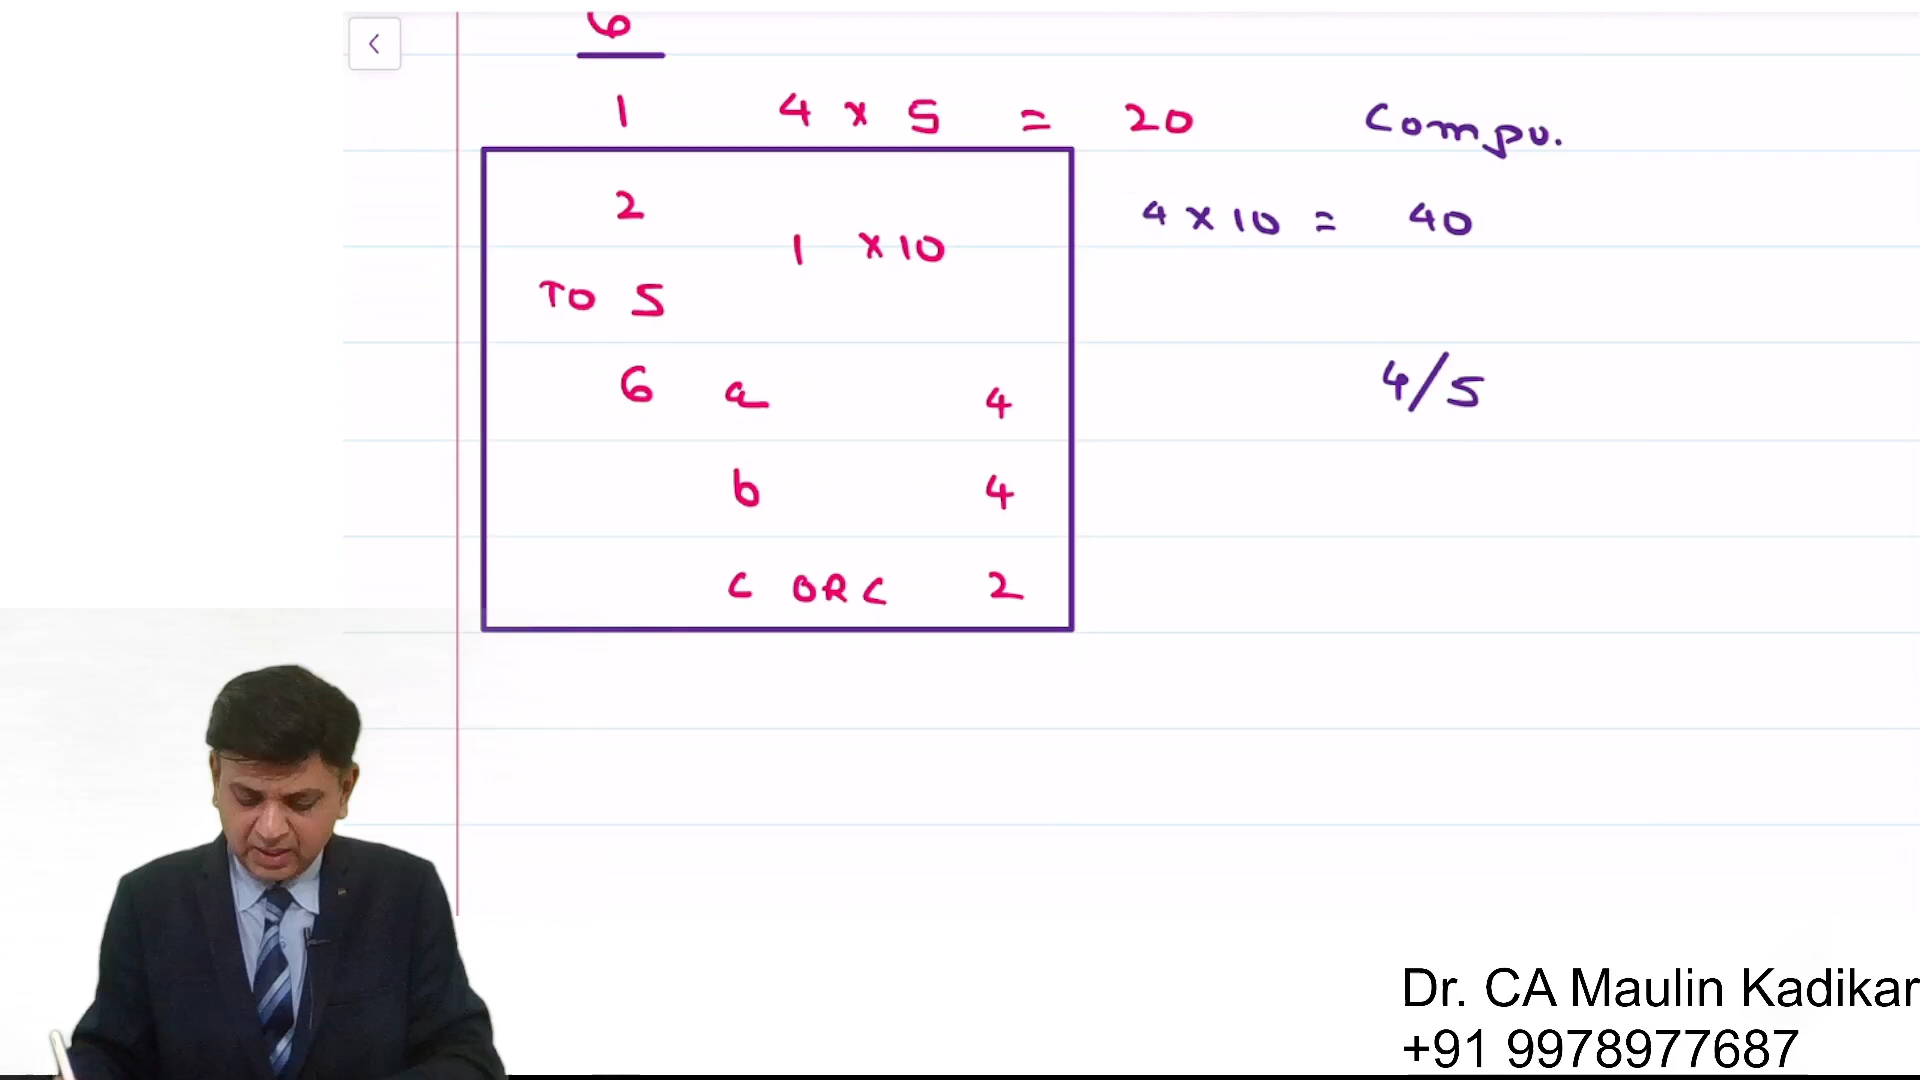 6
1 4 × 5 = 20 Compu.
2
1 × 10 4 × 10 = 40
TO 5
6 a 4 4/5
b 4
C OR C 2
Dr. CA Maulin Kadikar
+91 9978977687